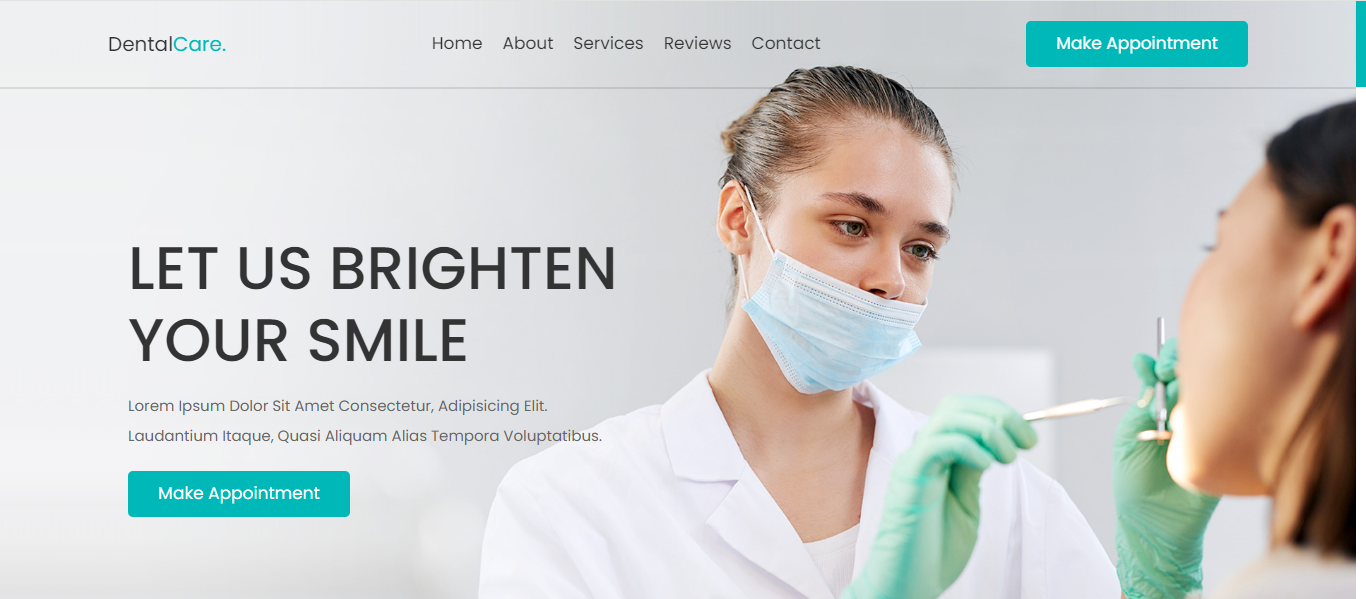 DentalCare.
Home About Services Reviews Contact
Make Appointment
LET US BRIGHTEN
YOUR SMILE
Lorem Ipsum Dolor Sit Amet Consectetur, Adipisicing Elit.
Laudantium Itaque, Quasi Aliquam Alias Tempora Voluptatibus.
Make Appointment